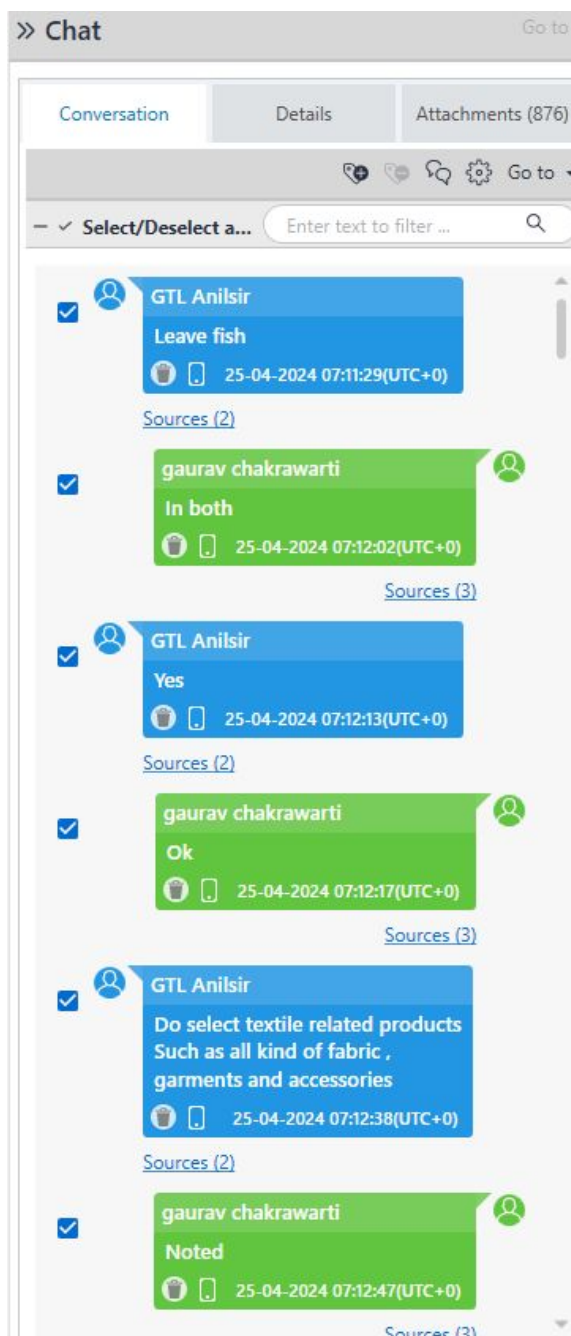 » Chat
Go to
Conversation
Details
Attachments (876)
Go to
Select/Deselect a...
Enter text to filter ...
GTL Anilsir
Leave fish
25-04-2024 07:11:29(UTC+0)
Sources (2)
gaurav chakrawarti
In both
25-04-2024 07:12:02(UTC+0)
Sources (3)
GTL Anilsir
Yes
25-04-2024 07:12:13(UTC+0)
Sources (2)
gaurav chakrawarti
Ok
25-04-2024 07:12:17(UTC+0)
Sources (3)
GTL Anilsir
Do select textile related products
Such as all kind of fabric ,
garments and accessories
25-04-2024 07:12:38(UTC+0)
Sources (2)
gaurav chakrawarti
Noted
25-04-2024 07:12:47(UTC+0)
Sources (3)